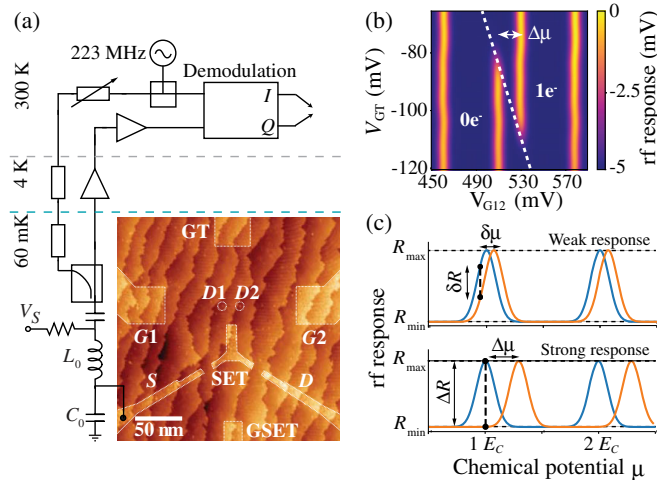 (a)
223 MHz
Demodulation
I
Q
300 K
4 K
60 mK
V_S
L_0
C_0
GT
D1 D2
G1
G2
SET
S
D
50 nm
GSET
(b)
-80
-100
-120
V_GT (mV)
Δμ
0e⁻
1e⁻
450 490 530 570
V_G12 (mV)
0
-2.5
-5
rf response (mV)
(c)
δμ
Weak response
R_max
δR
R_min
Δμ
Strong response
R_max
ΔR
R_min
1 E_C
2 E_C
rf response
Chemical potential μ